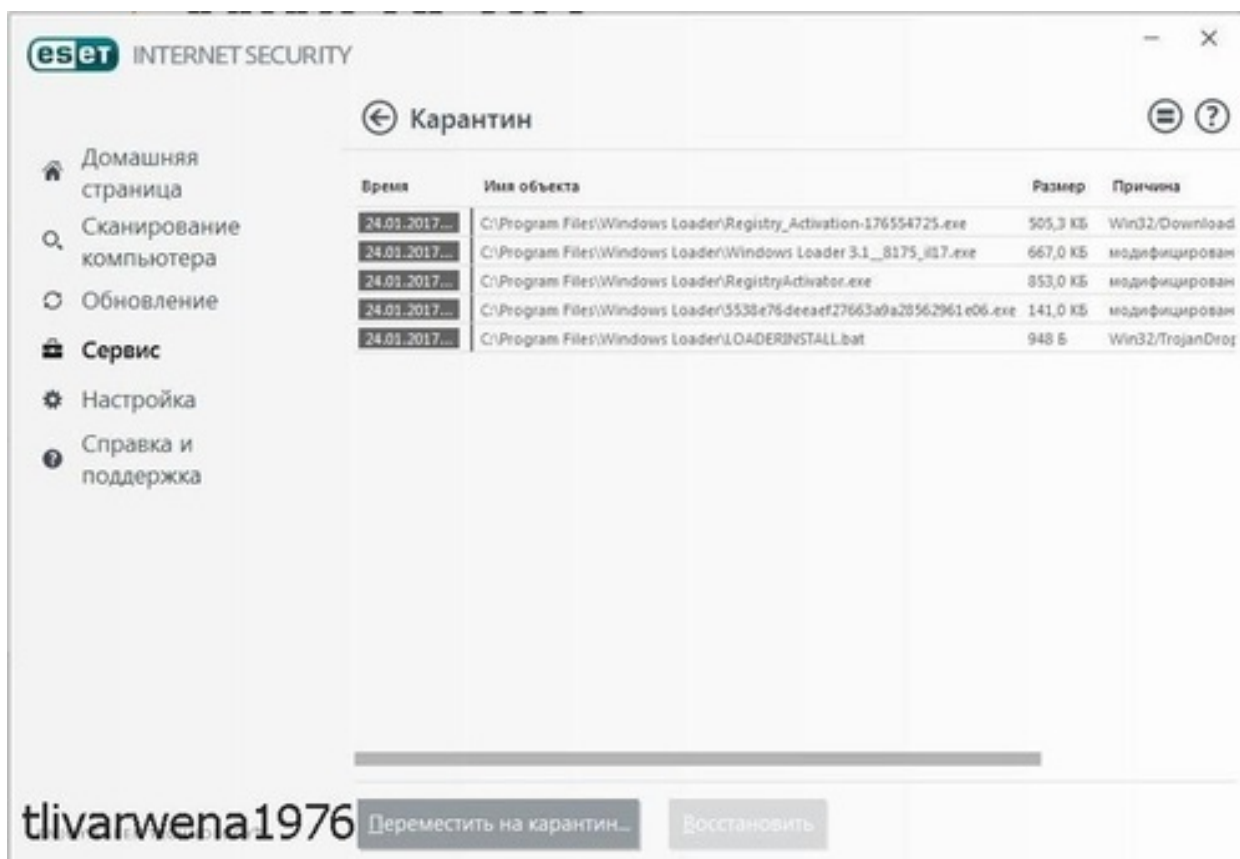 eset INTERNET SECURITY
Карантин
Домашняя
страница
Сканирование
компьютера
Обновление
Сервис
Настройка
Справка и
поддержка
Время Имя объекта Размер Причина
24.01.2017... C:\Program Files\Windows Loader\Registry_Activation-176554725.exe 505,3 КБ Win32/Download
24.01.2017... C:\Program Files\Windows Loader\Windows Loader 3.1__8175_il17.exe 667,0 КБ модифицирован
24.01.2017... C:\Program Files\Windows Loader\RegistryActivator.exe 853,0 КБ модифицирован
24.01.2017... C:\Program Files\Windows Loader\5538e76deeaef27663a9a28562961e06.exe 141,0 КБ модифицирован
24.01.2017... C:\Program Files\Windows Loader\LOADERINSTALL.bat 948 Б Win32/TrojanDrop
tlivarwena1976
Переместить на карантин... Восстановить